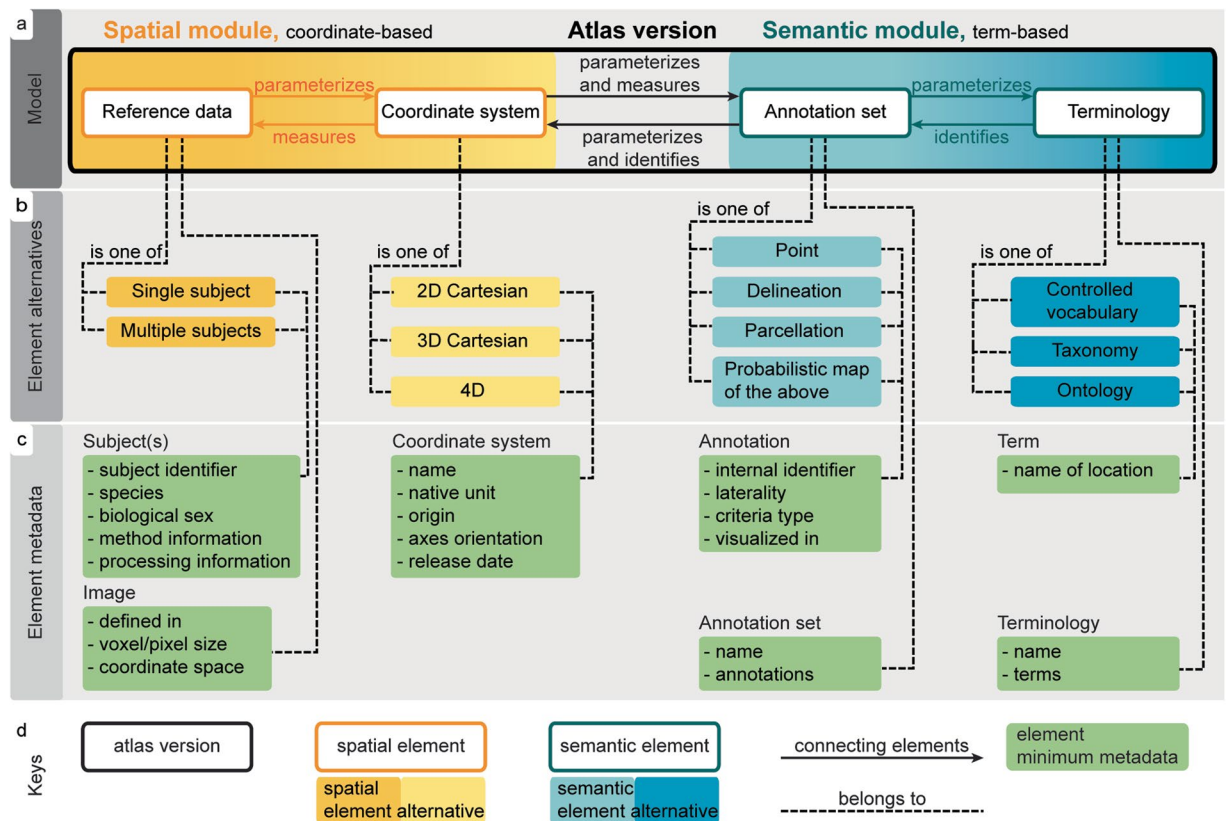 a
Spatial module, coordinate-based
Atlas version
Semantic module, term-based
Model
Reference data
parameterizes
measures
Coordinate system
parameterizes
and measures
parameterizes
and identifies
Annotation set
parameterizes
identifies
Terminology
b
Element alternatives
is one of
Single subject
Multiple subjects
is one of
2D Cartesian
3D Cartesian
4D
is one of
Point
Delineation
Parcellation
Probabilistic map
of the above
is one of
Controlled
vocabulary
Taxonomy
Ontology
c
Element metadata
Subject(s)
- subject identifier
- species
- biological sex
- method information
- processing information
Image
- defined in
- voxel/pixel size
- coordinate space
Coordinate system
- name
- native unit
- origin
- axes orientation
- release date
Annotation
- internal identifier
- laterality
- criteria type
- visualized in
Annotation set
- name
- annotations
Term
- name of location
Terminology
- name
- terms
d
Keys
atlas version
spatial element
spatial
element alternative
semantic element
semantic
element alternative
connecting elements
belongs to
element
minimum metadata